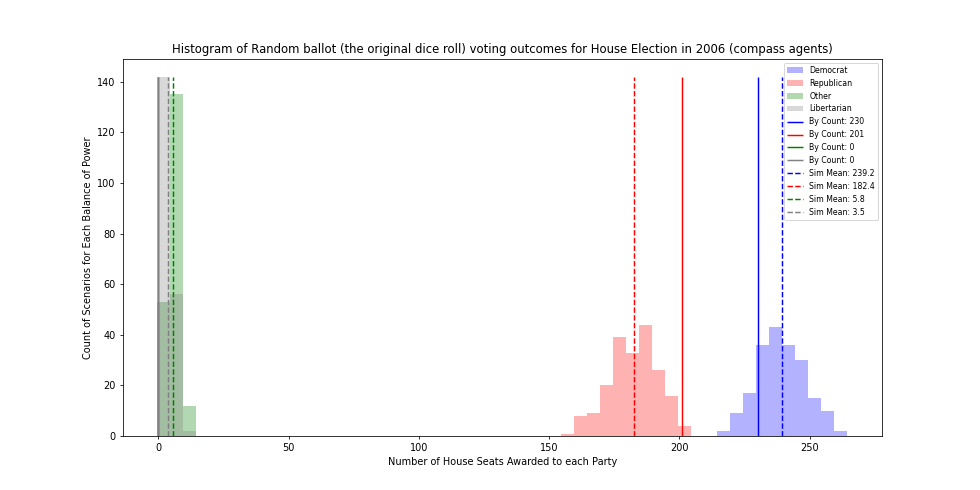 Histogram of Random ballot (the original dice roll) voting outcomes for House Election in 2006 (compass agents)
Count of Scenarios for Each Balance of Power
140
120
100
80
60
40
20
0
0
50
100
150
200
250
Number of House Seats Awarded to each Party
Democrat
Republican
Other
Libertarian
By Count: 230
By Count: 201
By Count: 0
By Count: 0
Sim Mean: 239.2
Sim Mean: 182.4
Sim Mean: 5.8
Sim Mean: 3.5